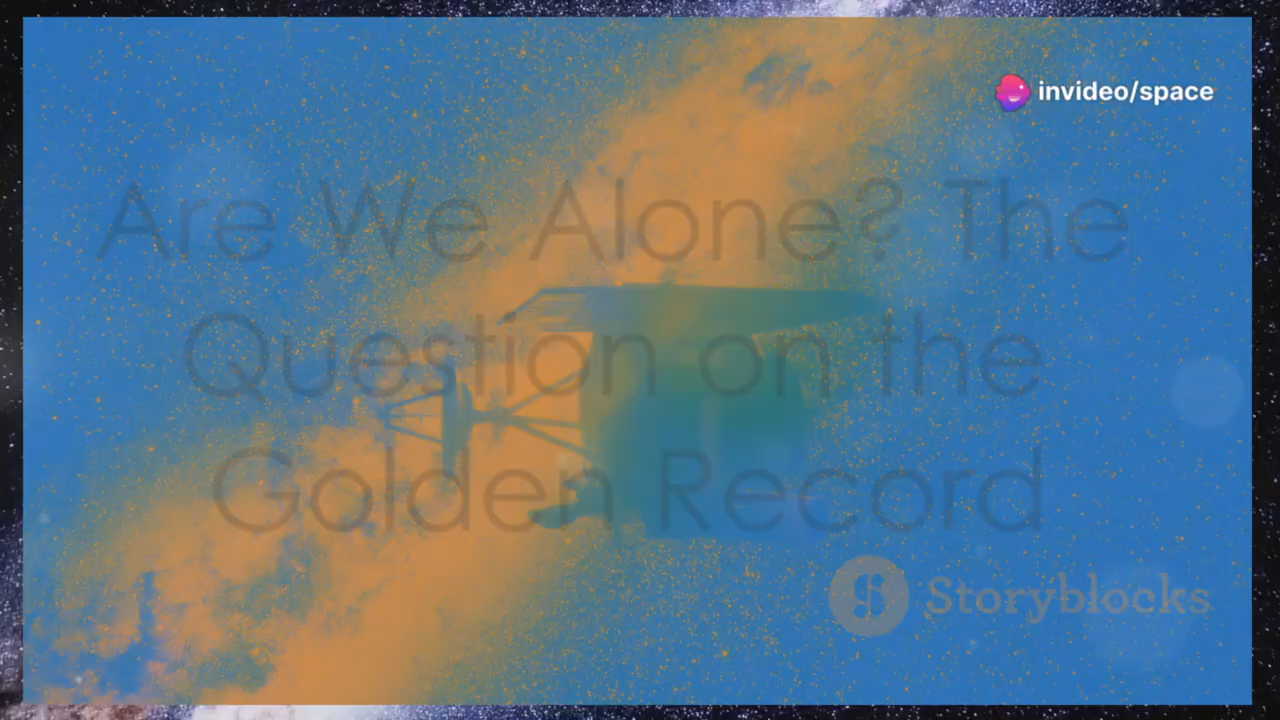 invideo/space
Are We Alone? The
Question on the
Golden Record
Storyblocks